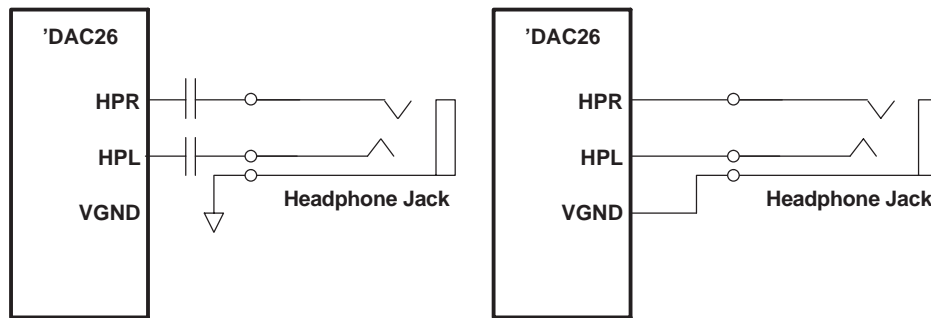 'DAC26
HPR
HPL
VGND
Headphone Jack
'DAC26
HPR
HPL
VGND
Headphone Jack